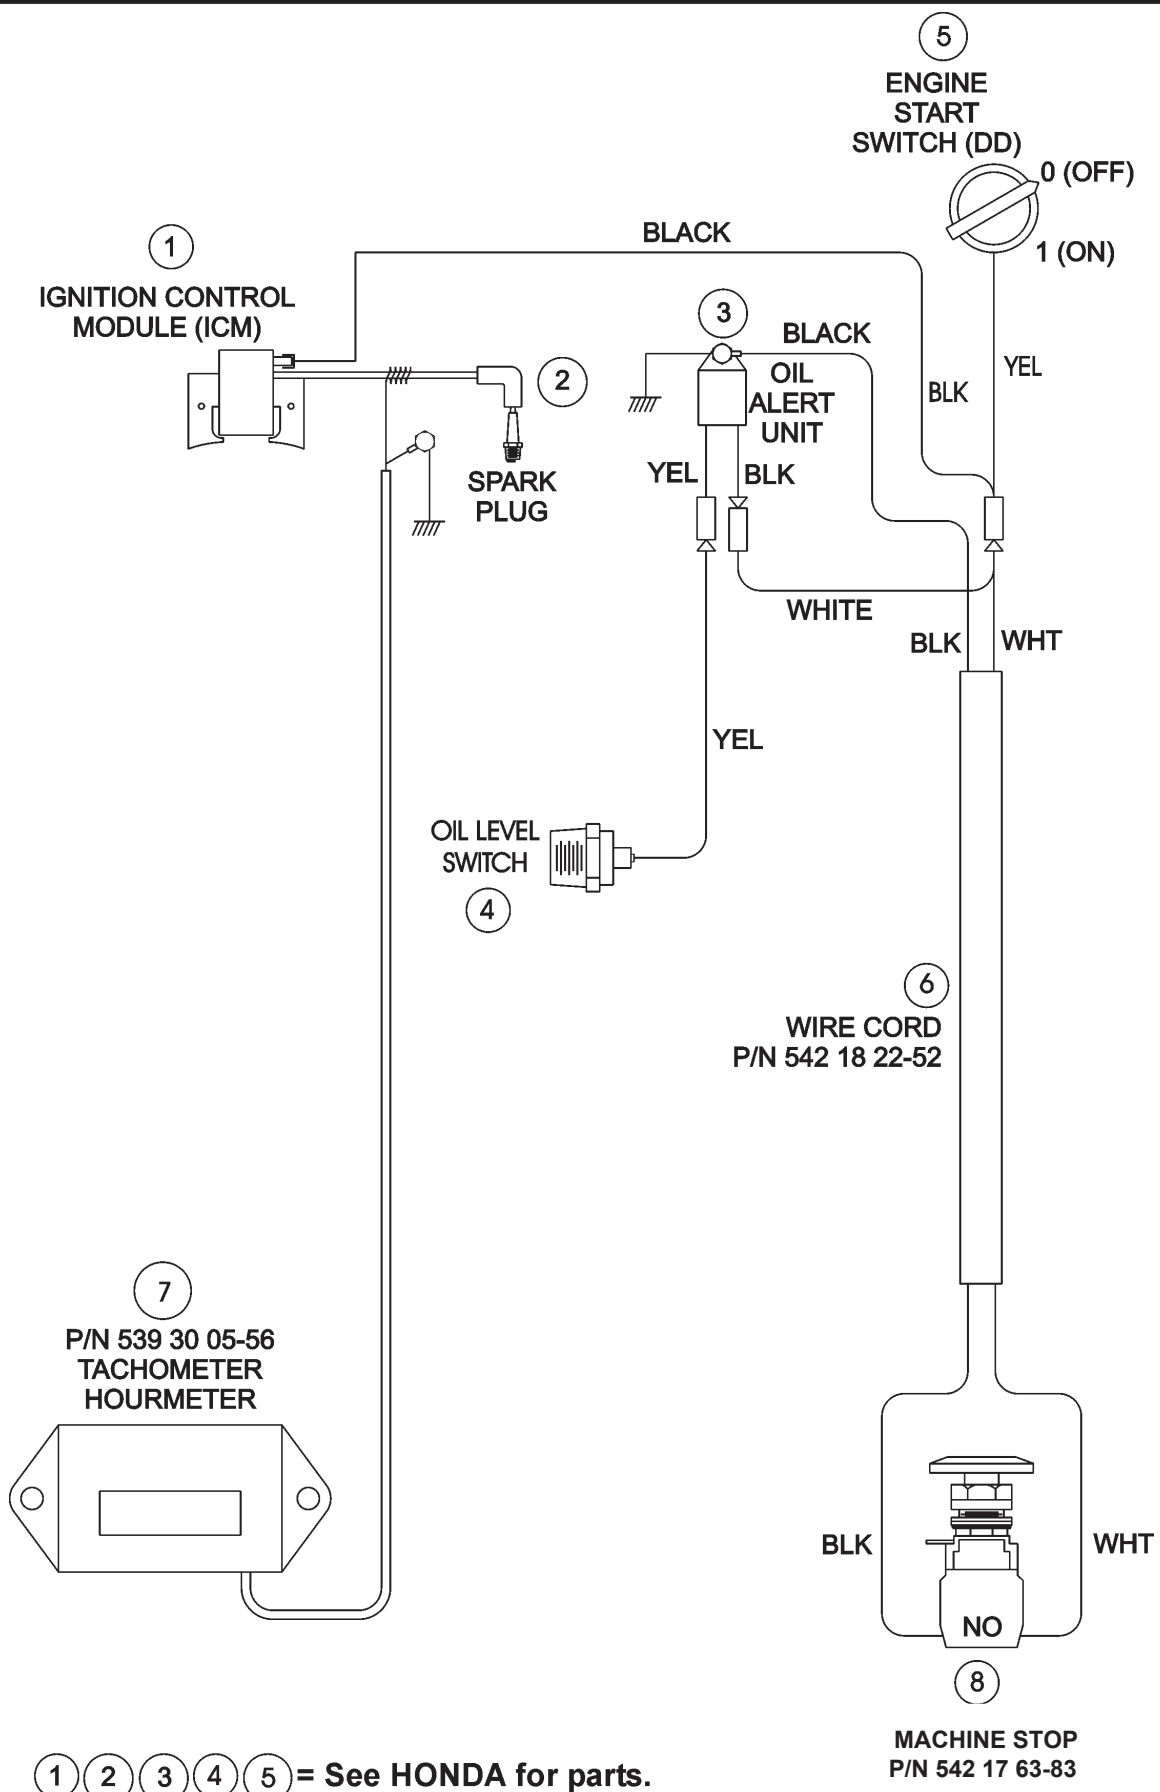 5
ENGINE
START
SWITCH (DD)
0 (OFF)
1 (ON)
BLACK
1
IGNITION CONTROL
MODULE (ICM)
3
BLACK
OIL
ALERT
UNIT
2
SPARK
PLUG
YEL
BLK
BLK
YEL
WHITE
BLK
WHT
YEL
OIL LEVEL
SWITCH
4
6
WIRE CORD
P/N 542 18 22-52
7
P/N 539 30 05-56
TACHOMETER
HOURMETER
BLK
WHT
NO
8
MACHINE STOP
P/N 542 17 63-83
1 2 3 4 5 = See HONDA for parts.